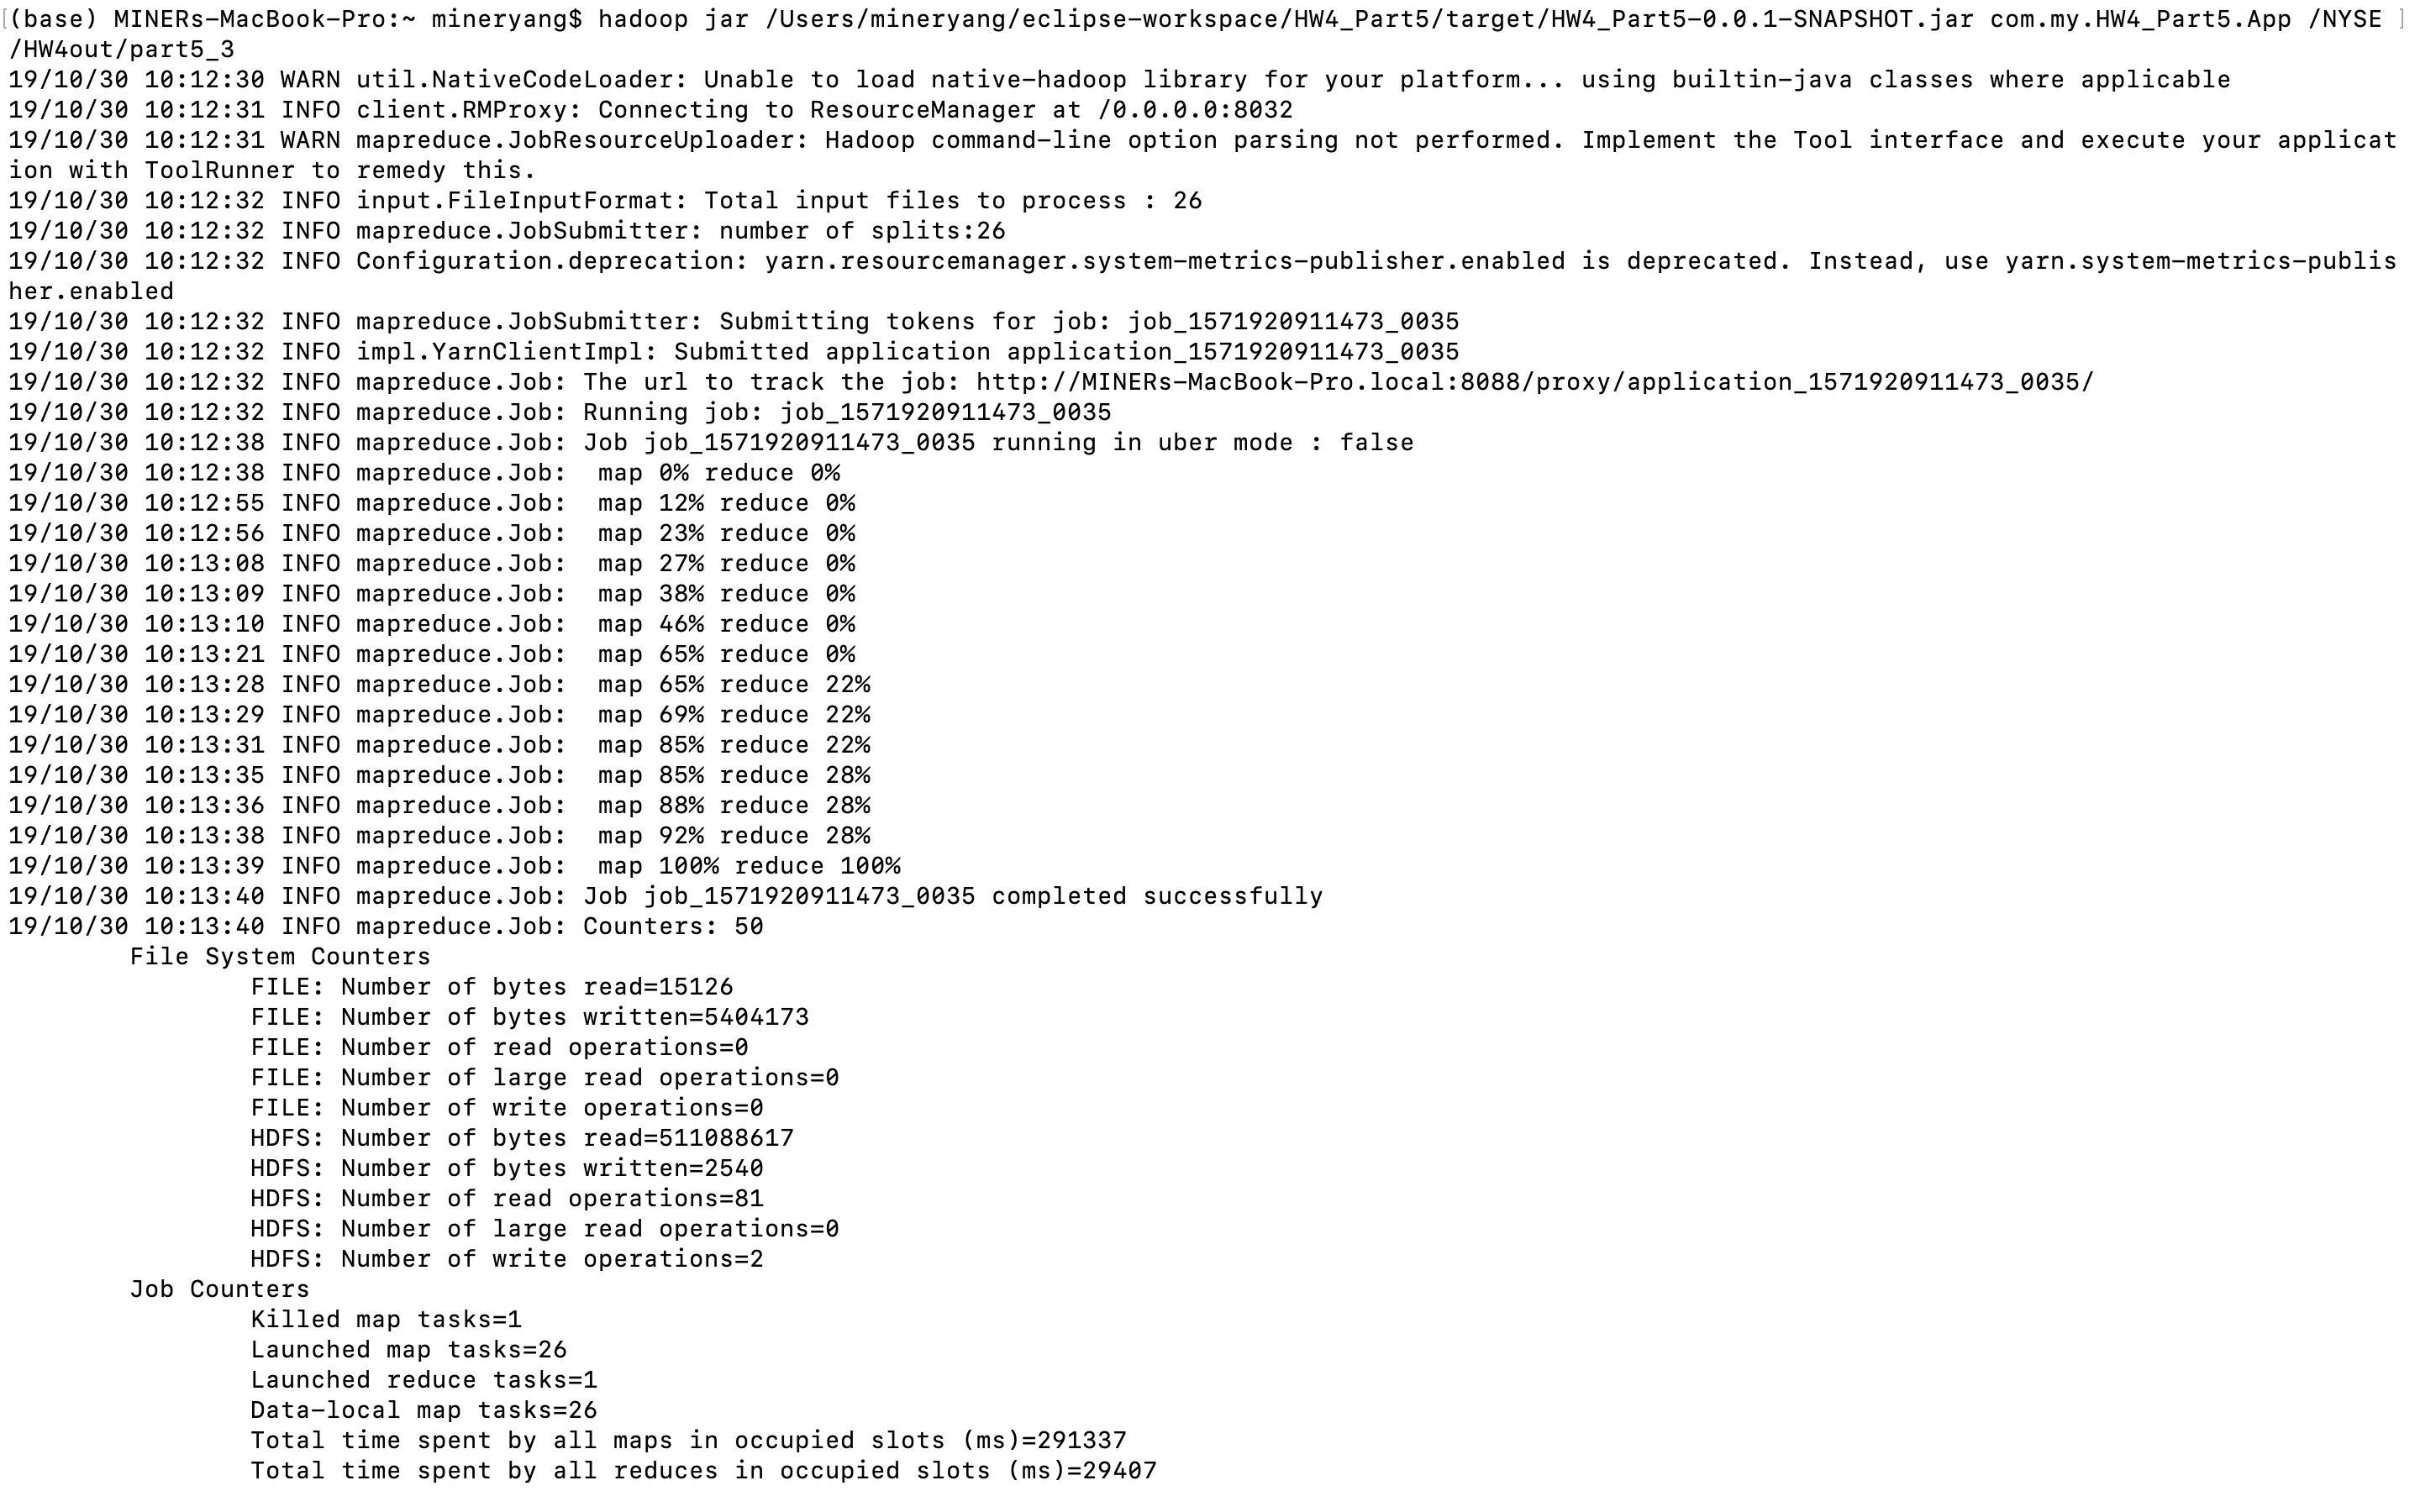 [(base) MINERs-MacBook-Pro:~ mineryang$ hadoop jar /Users/mineryang/eclipse-workspace/HW4_Part5/target/HW4_Part5-0.0.1-SNAPSHOT.jar com.my.HW4_Part5.App /NYSE ]
/HW4out/part5_3
19/10/30 10:12:30 WARN util.NativeCodeLoader: Unable to load native-hadoop library for your platform... using builtin-java classes where applicable
19/10/30 10:12:31 INFO client.RMProxy: Connecting to ResourceManager at /0.0.0.0:8032
19/10/30 10:12:31 WARN mapreduce.JobResourceUploader: Hadoop command-line option parsing not performed. Implement the Tool interface and execute your applicat
ion with ToolRunner to remedy this.
19/10/30 10:12:32 INFO input.FileInputFormat: Total input files to process : 26
19/10/30 10:12:32 INFO mapreduce.JobSubmitter: number of splits:26
19/10/30 10:12:32 INFO Configuration.deprecation: yarn.resourcemanager.system-metrics-publisher.enabled is deprecated. Instead, use yarn.system-metrics-publis
her.enabled
19/10/30 10:12:32 INFO mapreduce.JobSubmitter: Submitting tokens for job: job_1571920911473_0035
19/10/30 10:12:32 INFO impl.YarnClientImpl: Submitted application application_1571920911473_0035
19/10/30 10:12:32 INFO mapreduce.Job: The url to track the job: http://MINERs-MacBook-Pro.local:8088/proxy/application_1571920911473_0035/
19/10/30 10:12:32 INFO mapreduce.Job: Running job: job_1571920911473_0035
19/10/30 10:12:38 INFO mapreduce.Job: Job job_1571920911473_0035 running in uber mode : false
19/10/30 10:12:38 INFO mapreduce.Job:  map 0% reduce 0%
19/10/30 10:12:55 INFO mapreduce.Job:  map 12% reduce 0%
19/10/30 10:12:56 INFO mapreduce.Job:  map 23% reduce 0%
19/10/30 10:13:08 INFO mapreduce.Job:  map 27% reduce 0%
19/10/30 10:13:09 INFO mapreduce.Job:  map 38% reduce 0%
19/10/30 10:13:10 INFO mapreduce.Job:  map 46% reduce 0%
19/10/30 10:13:21 INFO mapreduce.Job:  map 65% reduce 0%
19/10/30 10:13:28 INFO mapreduce.Job:  map 65% reduce 22%
19/10/30 10:13:29 INFO mapreduce.Job:  map 69% reduce 22%
19/10/30 10:13:31 INFO mapreduce.Job:  map 85% reduce 22%
19/10/30 10:13:35 INFO mapreduce.Job:  map 85% reduce 28%
19/10/30 10:13:36 INFO mapreduce.Job:  map 88% reduce 28%
19/10/30 10:13:38 INFO mapreduce.Job:  map 92% reduce 28%
19/10/30 10:13:39 INFO mapreduce.Job:  map 100% reduce 100%
19/10/30 10:13:40 INFO mapreduce.Job: Job job_1571920911473_0035 completed successfully
19/10/30 10:13:40 INFO mapreduce.Job: Counters: 50
File System Counters
FILE: Number of bytes read=15126
FILE: Number of bytes written=5404173
FILE: Number of read operations=0
FILE: Number of large read operations=0
FILE: Number of write operations=0
HDFS: Number of bytes read=511088617
HDFS: Number of bytes written=2540
HDFS: Number of read operations=81
HDFS: Number of large read operations=0
HDFS: Number of write operations=2
Job Counters
Killed map tasks=1
Launched map tasks=26
Launched reduce tasks=1
Data-local map tasks=26
Total time spent by all maps in occupied slots (ms)=291337
Total time spent by all reduces in occupied slots (ms)=29407